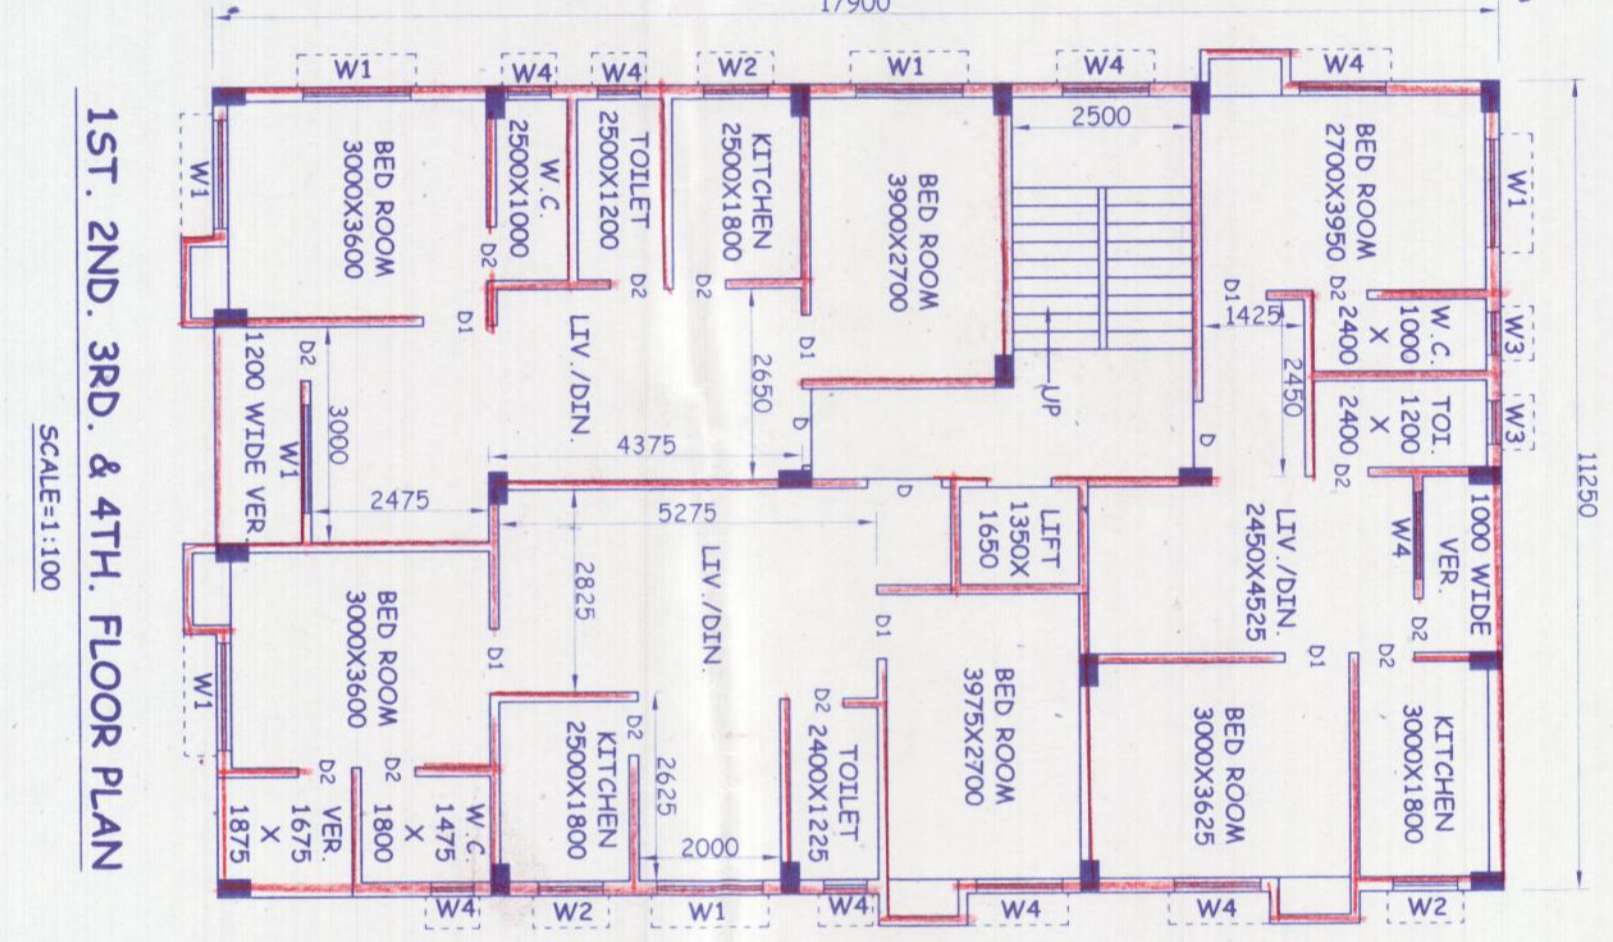 17900
W1
W4
W4
W2
W1
W4
W4
11250
W1
BED ROOM
3000X3600
D2
W.C.
2500X1000
TOILET
2500X1200
D2
KITCHEN
2500X1800
D2
BED ROOM
3900X2700
2500
UP
BED ROOM
2700X3950
W1
D1
D2
W.C.
1000
X
2400
W3
1425
2450
TOI.
1200
X
2400
W3
D2
D
D1
D2
1200 WIDE VER.
W1
3000
2475
LIV./DIN.
4375
2650
D1
D
5275
2825
LIV./DIN.
D
LIFT
1350X
1650
LIV./DIN.
2450X4525
W4
1000 WIDE
VER.
D2
D1
D2
BED ROOM
3000X3600
D1
W1
D2
D2
VER.
1675
X
1875
W.C.
1475
X
1800
KITCHEN
2500X1800
D2
2625
2000
D2
TOILET
2400X1225
D1
BED ROOM
3975X2700
BED ROOM
3000X3625
KITCHEN
3000X1800
W4
W2
W1
W4
W4
W4
W2
1ST. 2ND. 3RD. & 4TH. FLOOR PLAN
SCALE=1:100